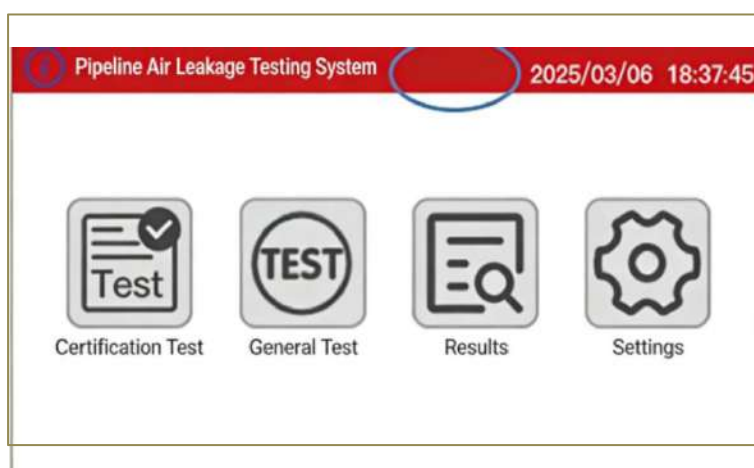 Pipeline Air Leakage Testing System 2025/03/06 18:37:45
Test TEST
Certification Test General Test Results Settings